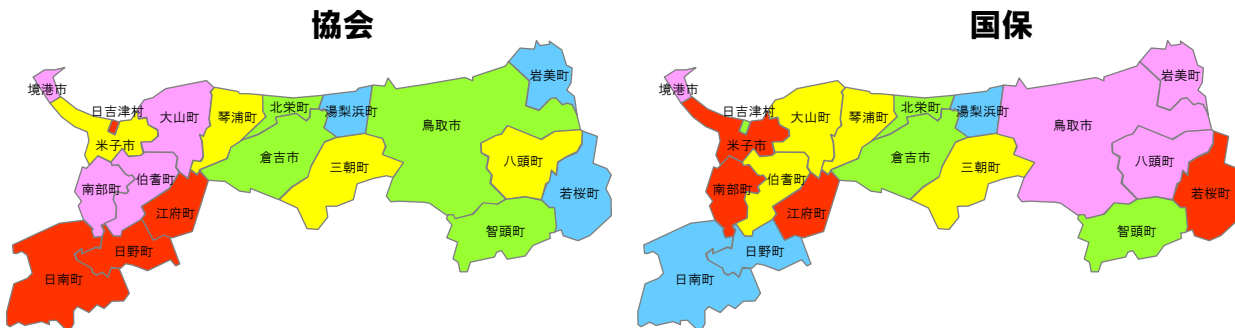 協会
国保
岩美町
境港市
日吉津村
大山町
琴浦町
北栄町
湯梨浜町
鳥取市
米子市
倉吉市
三朝町
八頭町
若桜町
南部町
伯耆町
江府町
智頭町
日野町
日南町
岩美町
境港市
日吉津村
大山町
琴浦町
北栄町
湯梨浜町
鳥取市
米子市
倉吉市
三朝町
八頭町
若桜町
南部町
伯耆町
江府町
智頭町
日野町
日南町